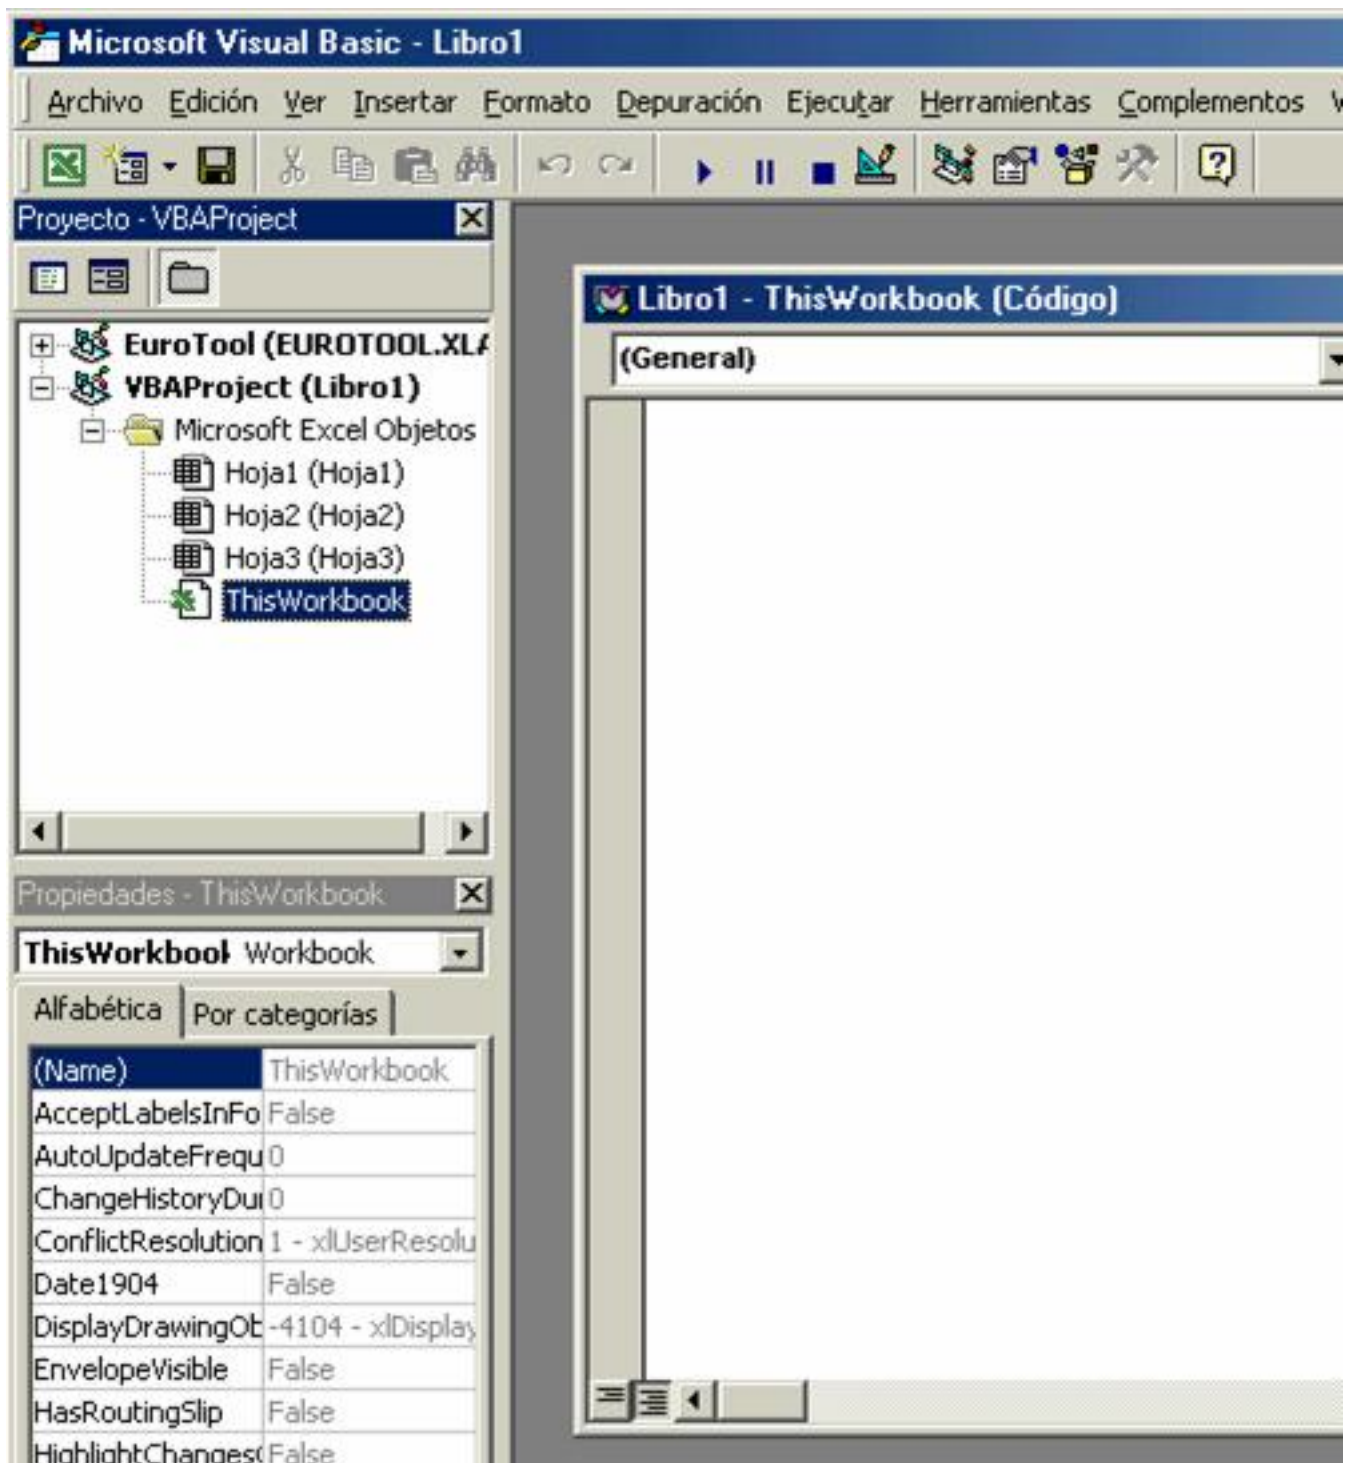 Microsoft Visual Basic - Libro1
Archivo Edición Ver Insertar Formato Depuración Ejecutar Herramientas Complementos
Proyecto - VBAProject
EuroTool (EUROTOOL.XLA
VBAProject (Libro1)
Microsoft Excel Objetos
Hoja1 (Hoja1)
Hoja2 (Hoja2)
Hoja3 (Hoja3)
ThisWorkbook
Libro1 - ThisWorkbook (Código)
(General)
Propiedades - ThisWorkbook
ThisWorkbook Workbook
Alfabética Por categorías
(Name) ThisWorkbook
AcceptLabelsInFo False
AutoUpdateFrequ 0
ChangeHistoryDu 0
ConflictResolution 1 - xlUserResolu
Date1904 False
DisplayDrawingOb -4104 - xlDisplay
EnvelopeVisible False
HasRoutingSlip False
HighlightChanges False